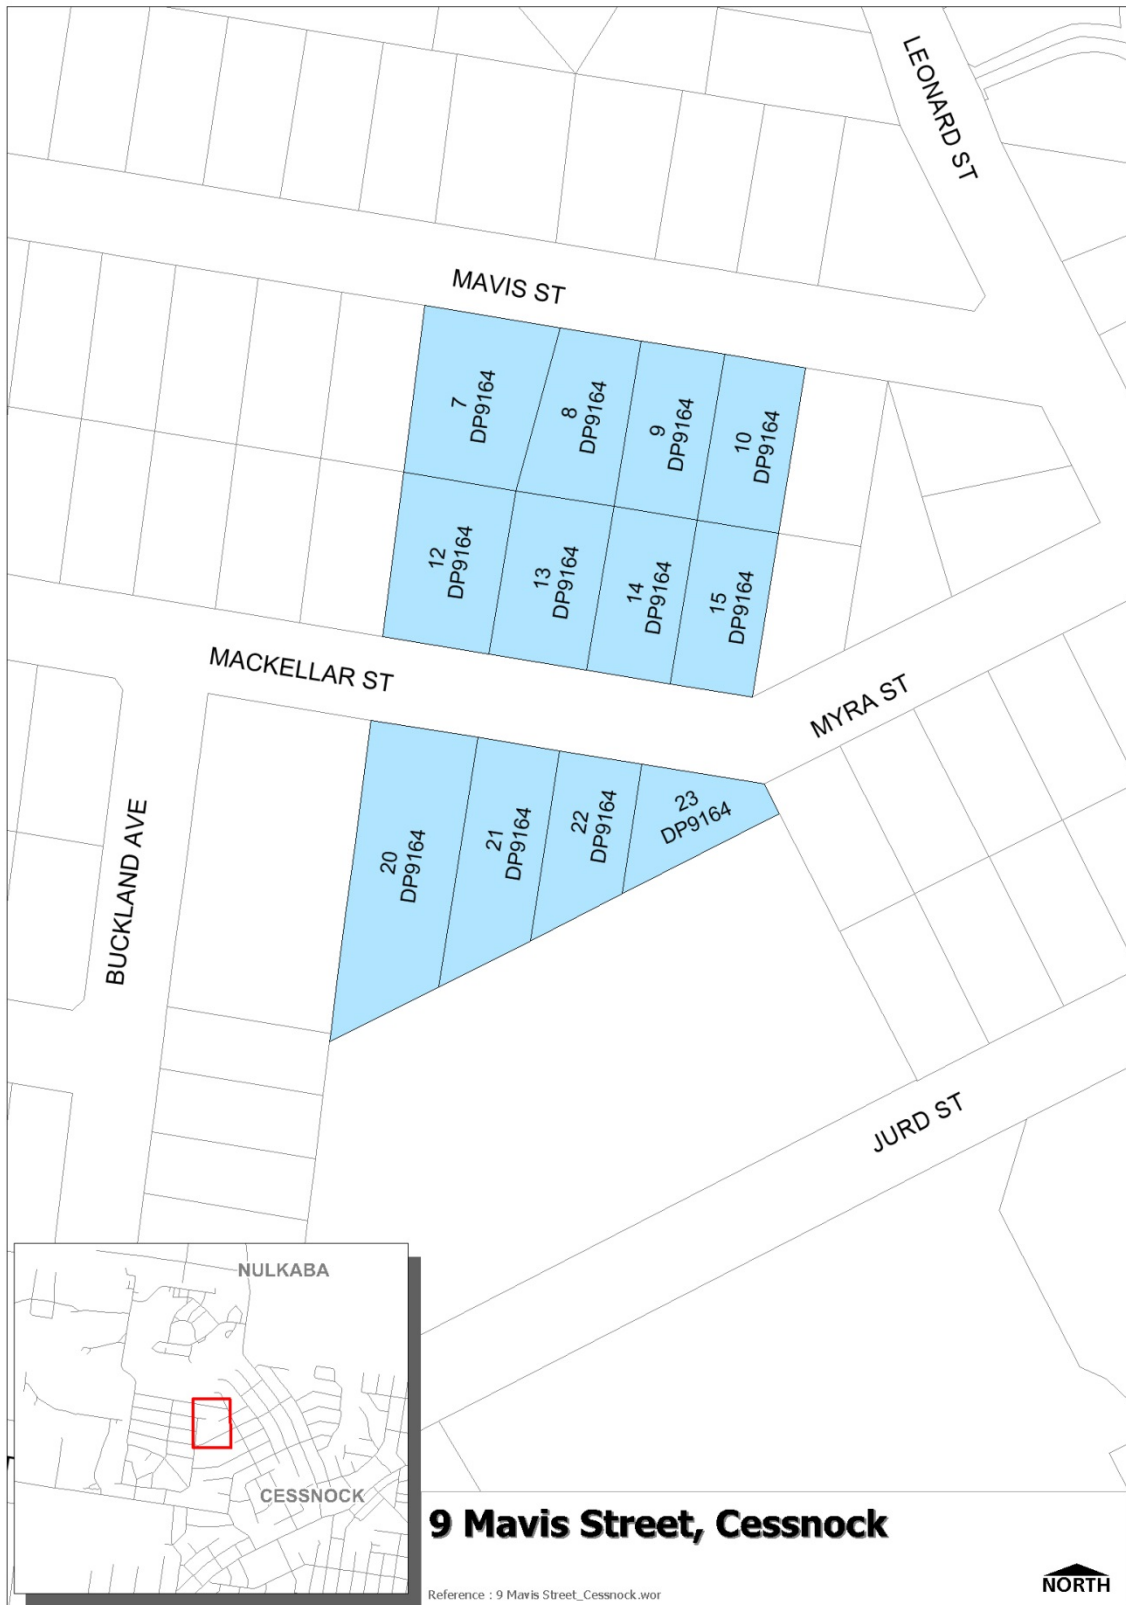 LEONARD ST
MAVIS ST
7
DP9164
8
DP9164
9
DP9164
10
DP9164
12
DP9164
13
DP9164
14
DP9164
15
DP9164
MACKELLAR ST
MYRA ST
20
DP9164
21
DP9164
22
DP9164
23
DP9164
BUCKLAND AVE
JURD ST
NULKABA
CESSNOCK
9 Mavis Street, Cessnock
Reference : 9 Mavis Street_Cessnock.wor
NORTH